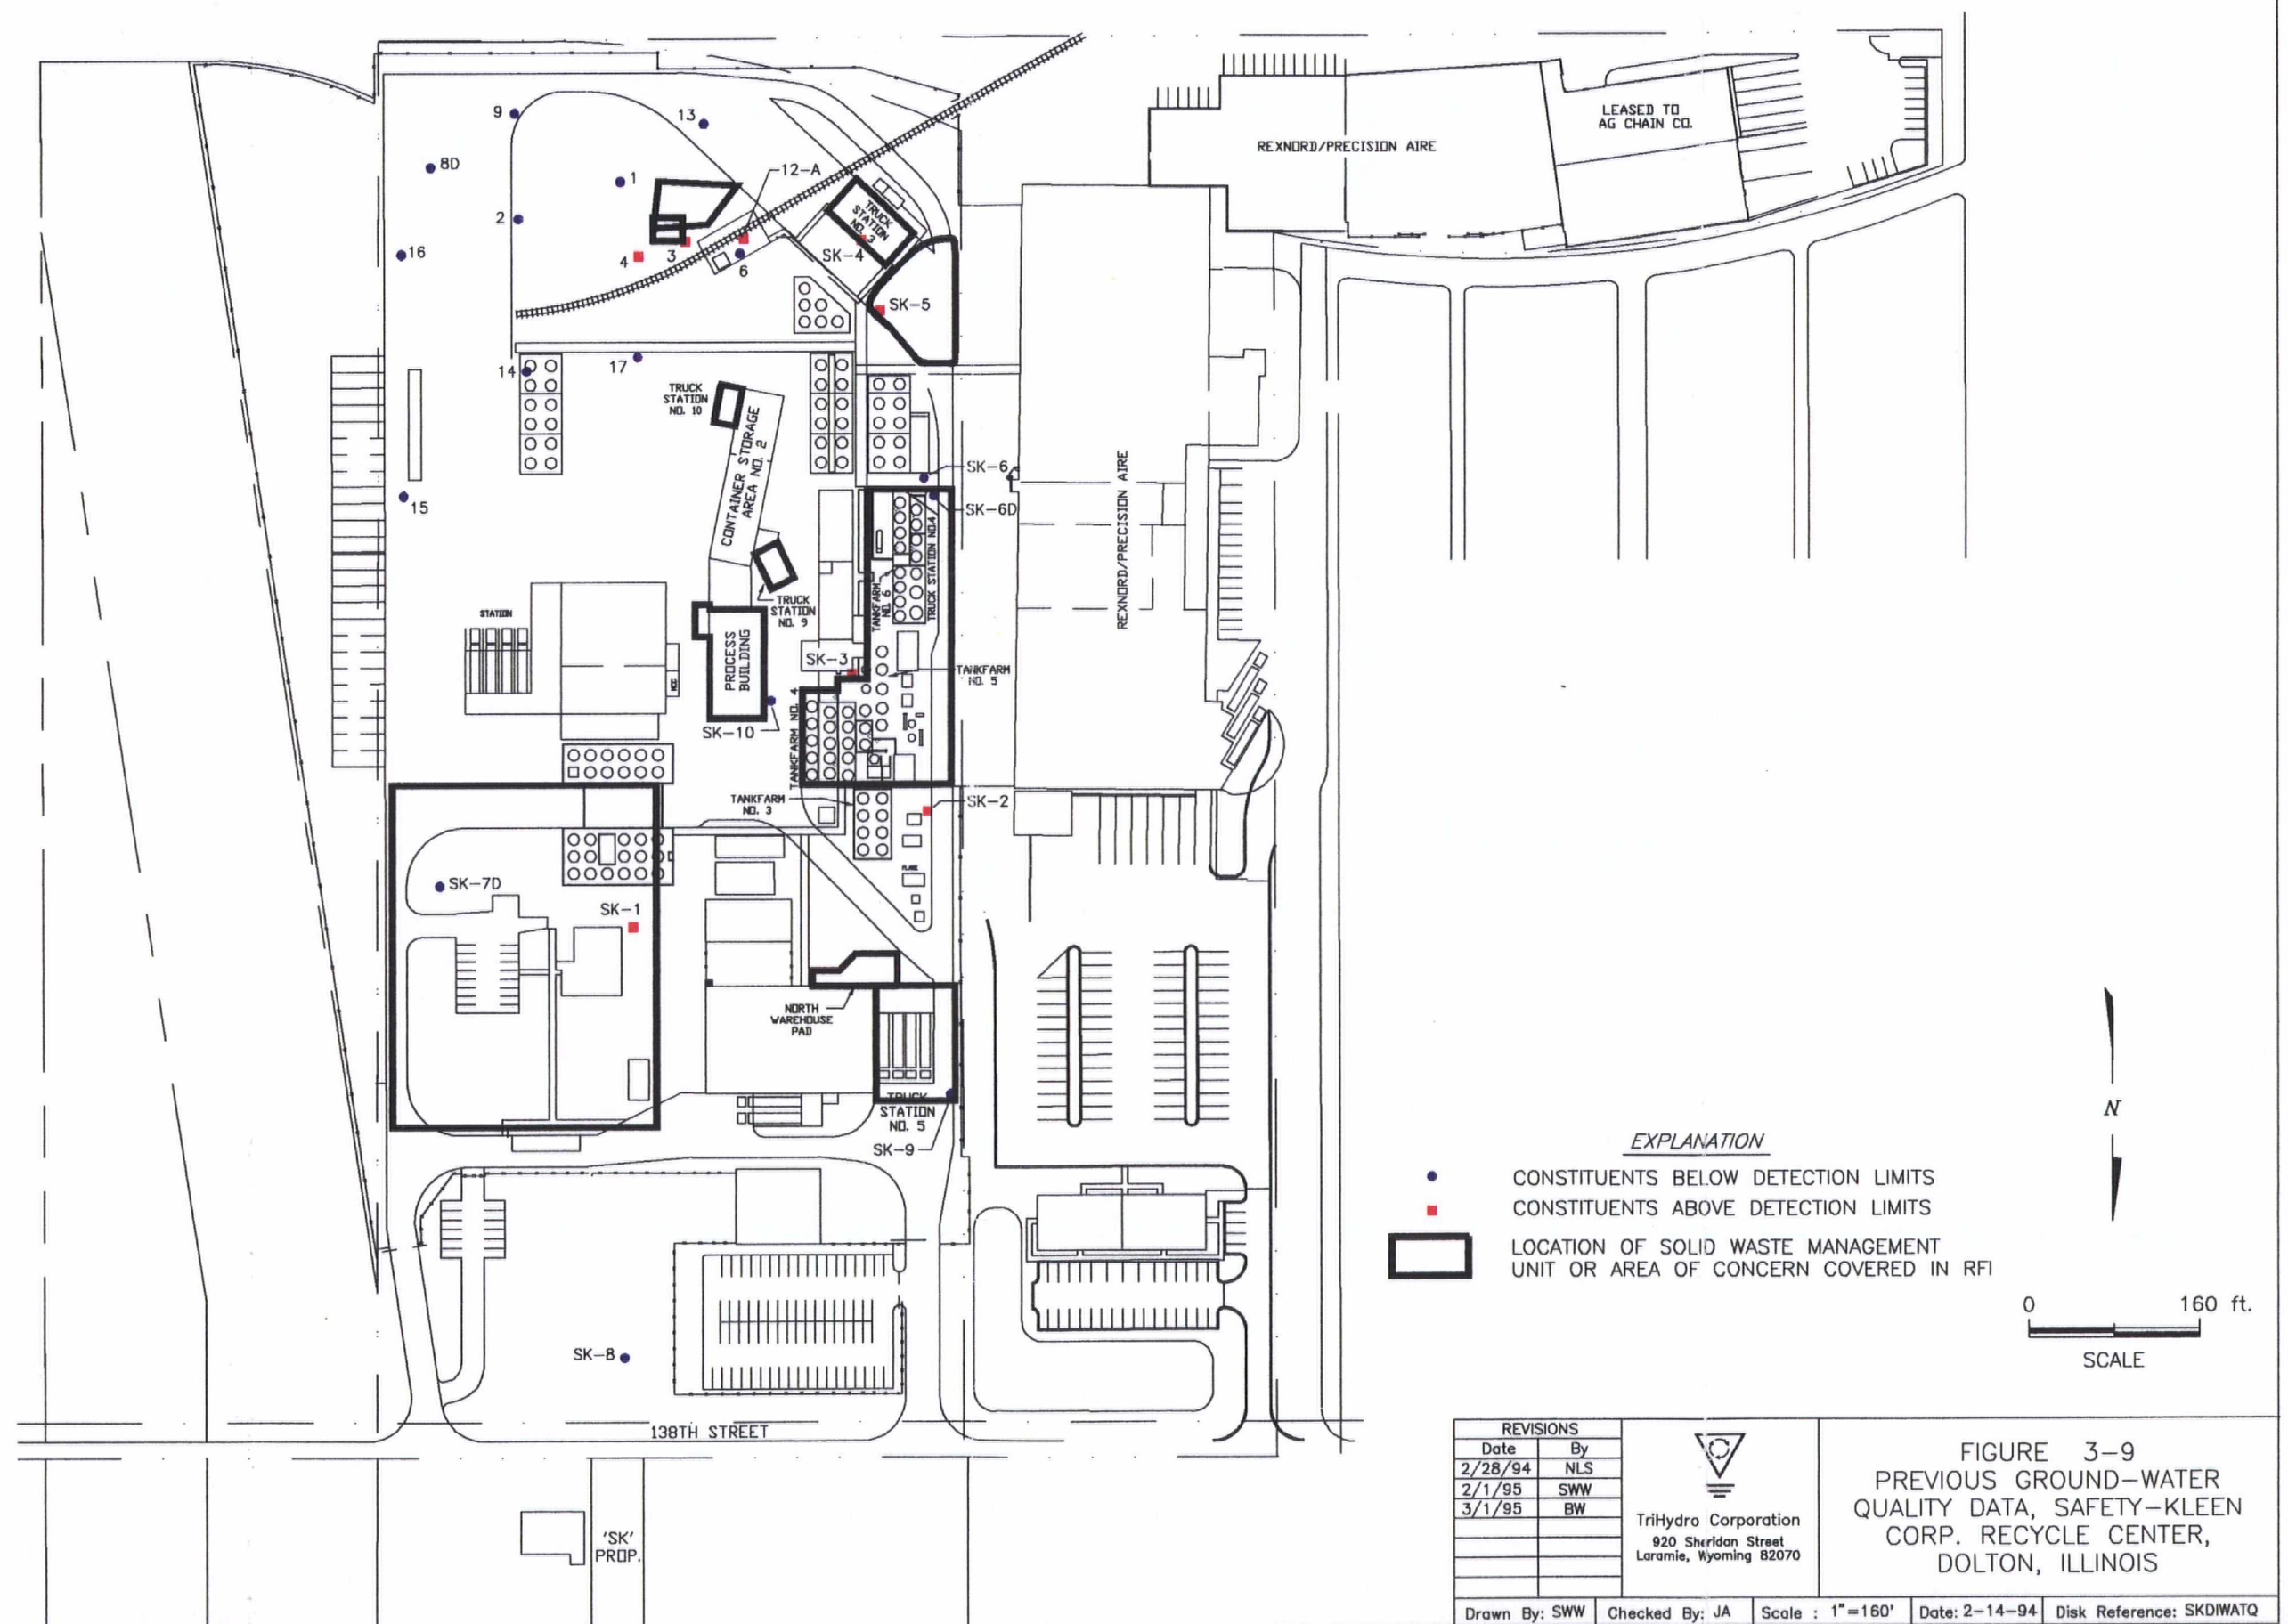 9
13
8D
1
12-A
2
16
4
3
6
TRUCK
STATION
NO. 3
SK-4
SK-5
14
17
TRUCK
STATION
NO. 10
CONTAINER STORAGE
AREA NO. 2
SK-6
SK-6D
15
TRUCK STATION NO.4
TANKFARM
NO. 6
TRUCK
STATION
NO. 9
STATION
PROCESS
BUILDING
SK-3
TANKFARM
NO. 5
SK-10
TANKFARM NO. 4
TANKFARM
NO. 3
SK-2
SK-7D
SK-1
NORTH
WAREHOUSE
PAD
TRUCK
STATION
NO. 5
SK-9
SK-8
138TH STREET
'SK'
PROP.
REXNORD/PRECISION AIRE
LEASED TO
AG CHAIN CO.
REXNORD/PRECISION AIRE
N
EXPLANATION
CONSTITUENTS BELOW DETECTION LIMITS
CONSTITUENTS ABOVE DETECTION LIMITS
LOCATION OF SOLID WASTE MANAGEMENT
UNIT OR AREA OF CONCERN COVERED IN RFI
0 160 ft.
SCALE
REVISIONS
Date By
2/28/94 NLS
2/1/95 SWW
3/1/95 BW
TriHydro Corporation
920 Sheridan Street
Laramie, Wyoming 82070
FIGURE 3-9
PREVIOUS GROUND-WATER
QUALITY DATA, SAFETY-KLEEN
CORP. RECYCLE CENTER,
DOLTON, ILLINOIS
Drawn By: SWW Checked By: JA Scale : 1"=160' Date: 2-14-94 Disk Reference: SKDIWATQ